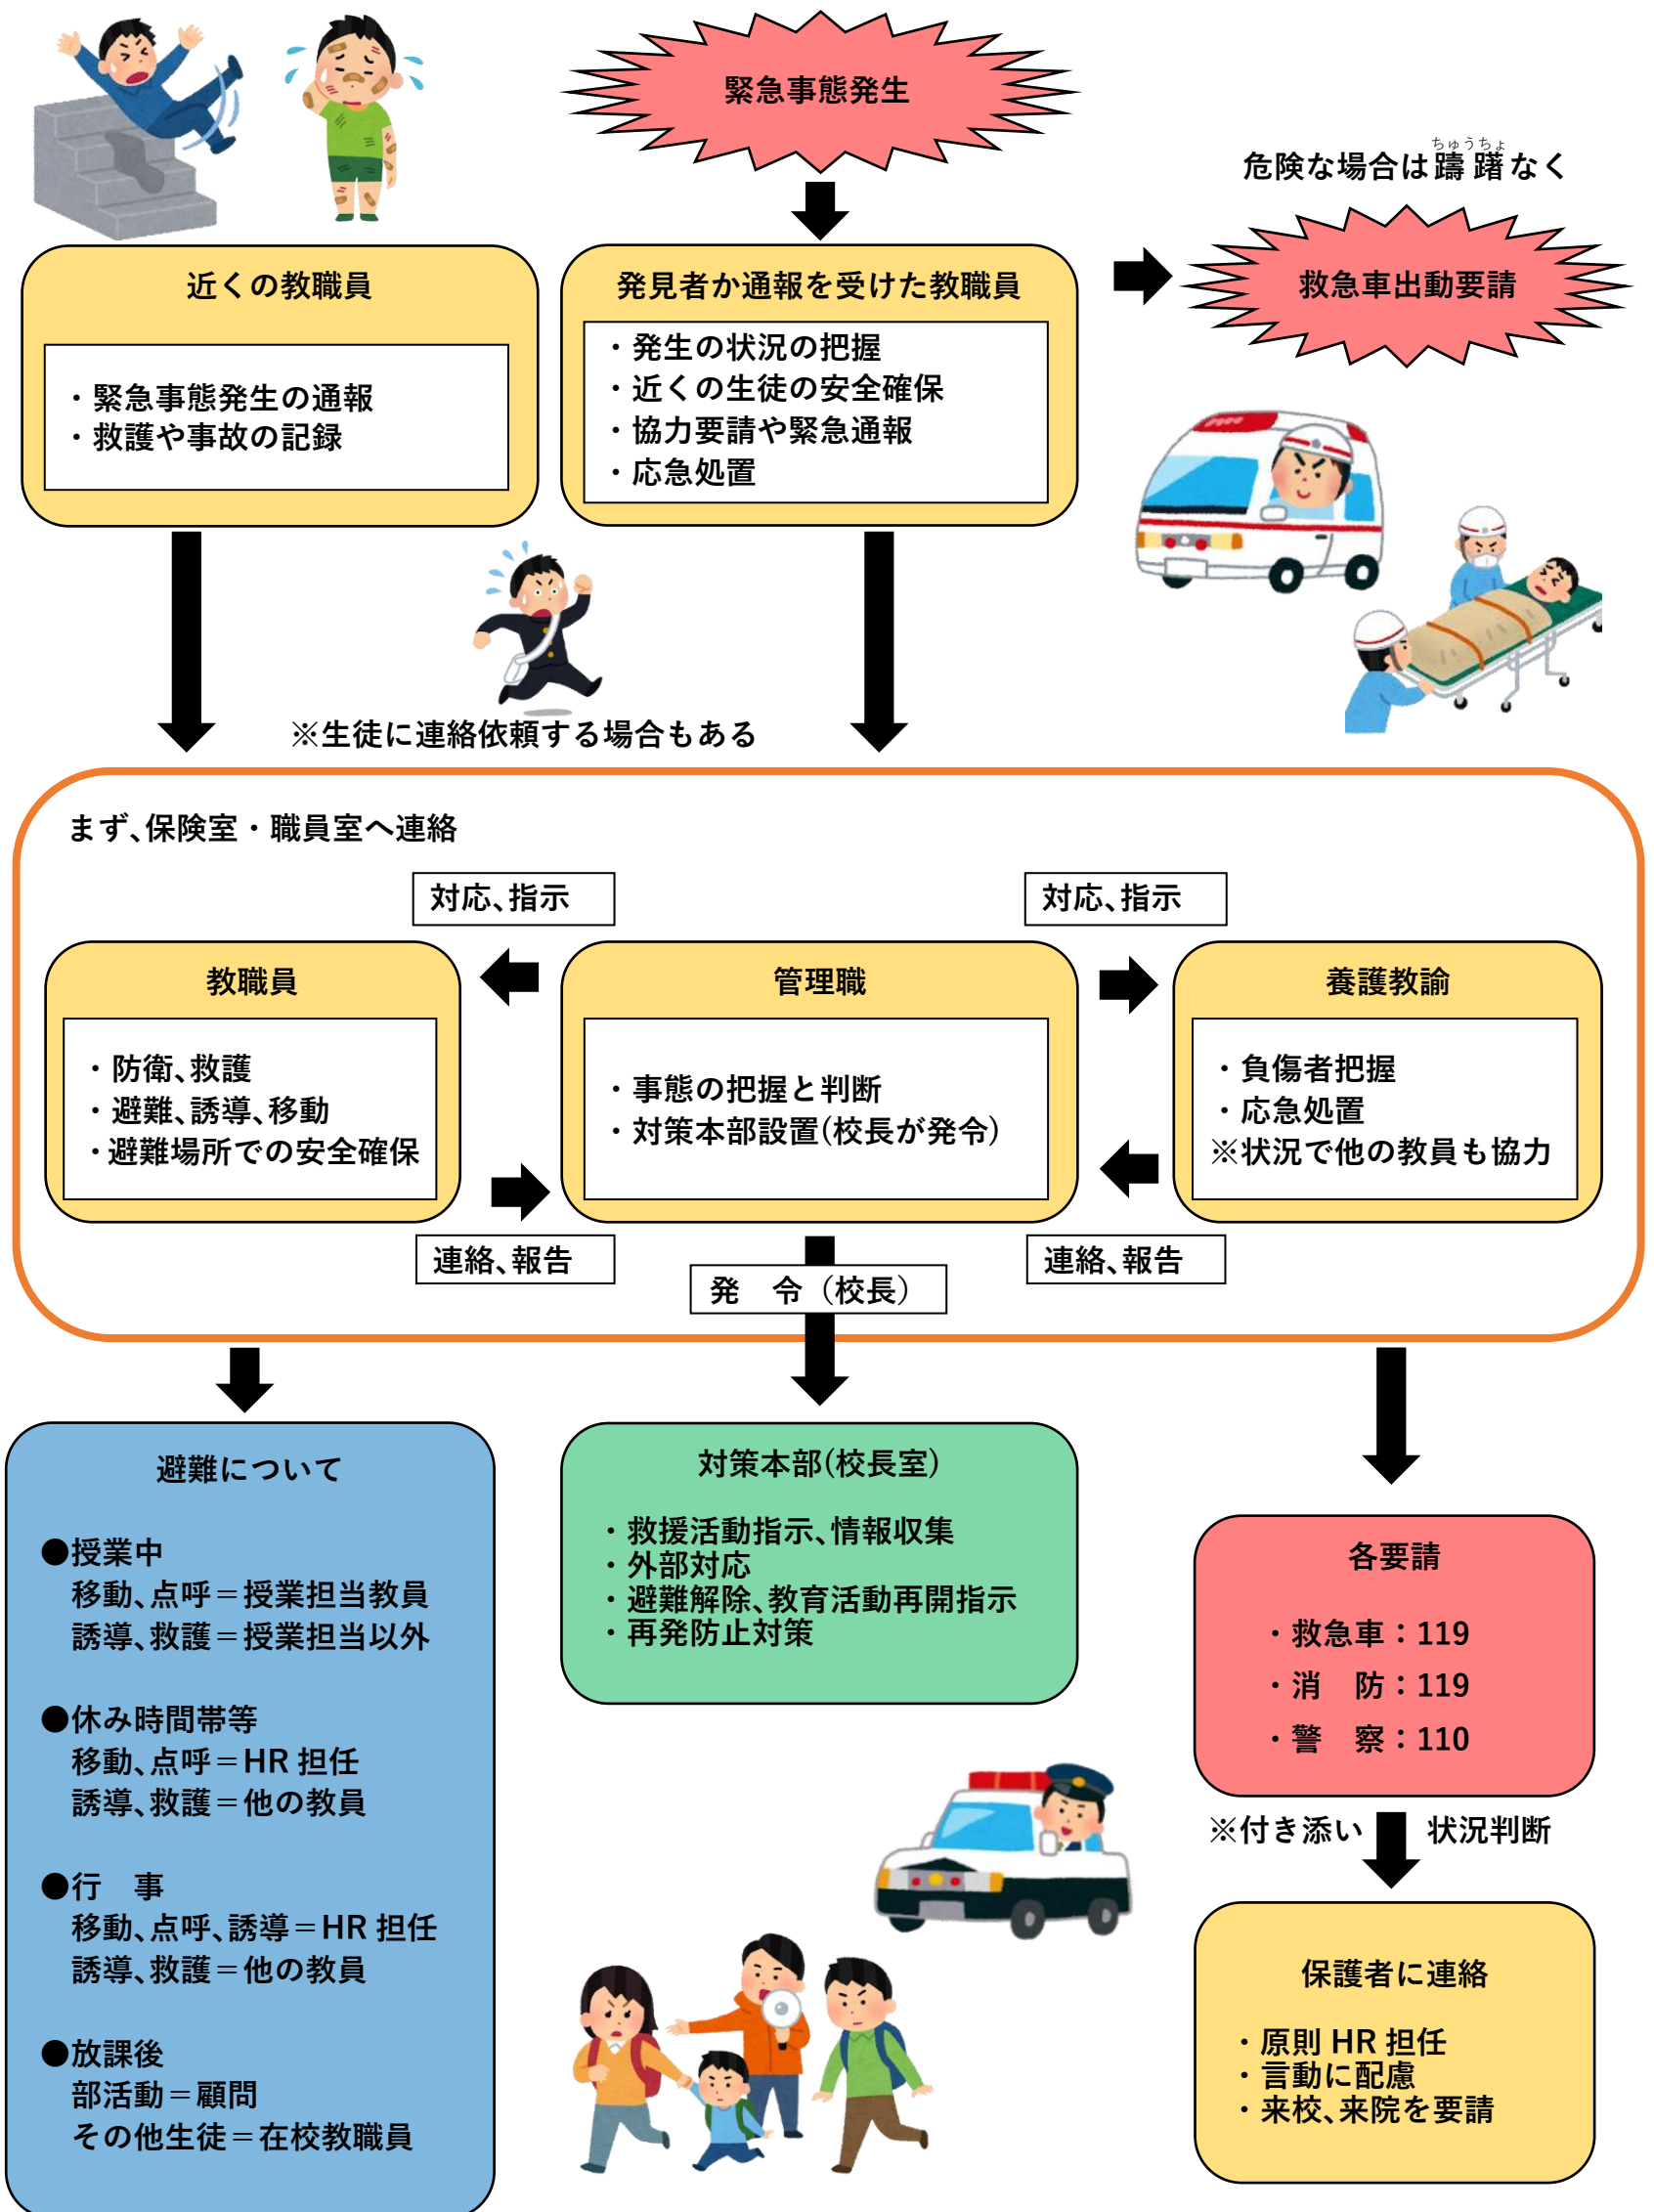 緊急事態発生
ちゅうちょ
危険な場合は躊躇なく
救急車出動要請
近くの教職員
・緊急事態発生の通報
・救護や事故の記録
発見者か通報を受けた教職員
・発生の状況の把握
・近くの生徒の安全確保
・協力要請や緊急通報
・応急処置
※生徒に連絡依頼する場合もある
まず、保険室・職員室へ連絡
対応、指示
対応、指示
教職員
・防衛、救護
・避難、誘導、移動
・避難場所での安全確保
管理職
・事態の把握と判断
・対策本部設置(校長が発令)
養護教諭
・負傷者把握
・応急処置
※状況で他の教員も協力
連絡、報告
連絡、報告
発　令（校長）
避難について
●授業中
移動、点呼＝授業担当教員
誘導、救護＝授業担当以外
●休み時間帯等
移動、点呼＝HR 担任
誘導、救護＝他の教員
●行　事
移動、点呼、誘導＝HR 担任
誘導、救護＝他の教員
●放課後
部活動＝顧問
その他生徒＝在校教職員
対策本部(校長室)
・救援活動指示、情報収集
・外部対応
・避難解除、教育活動再開指示
・再発防止対策
各要請
・救急車：119
・消　防：119
・警　察：110
※付き添い　状況判断
保護者に連絡
・原則 HR 担任
・言動に配慮
・来校、来院を要請